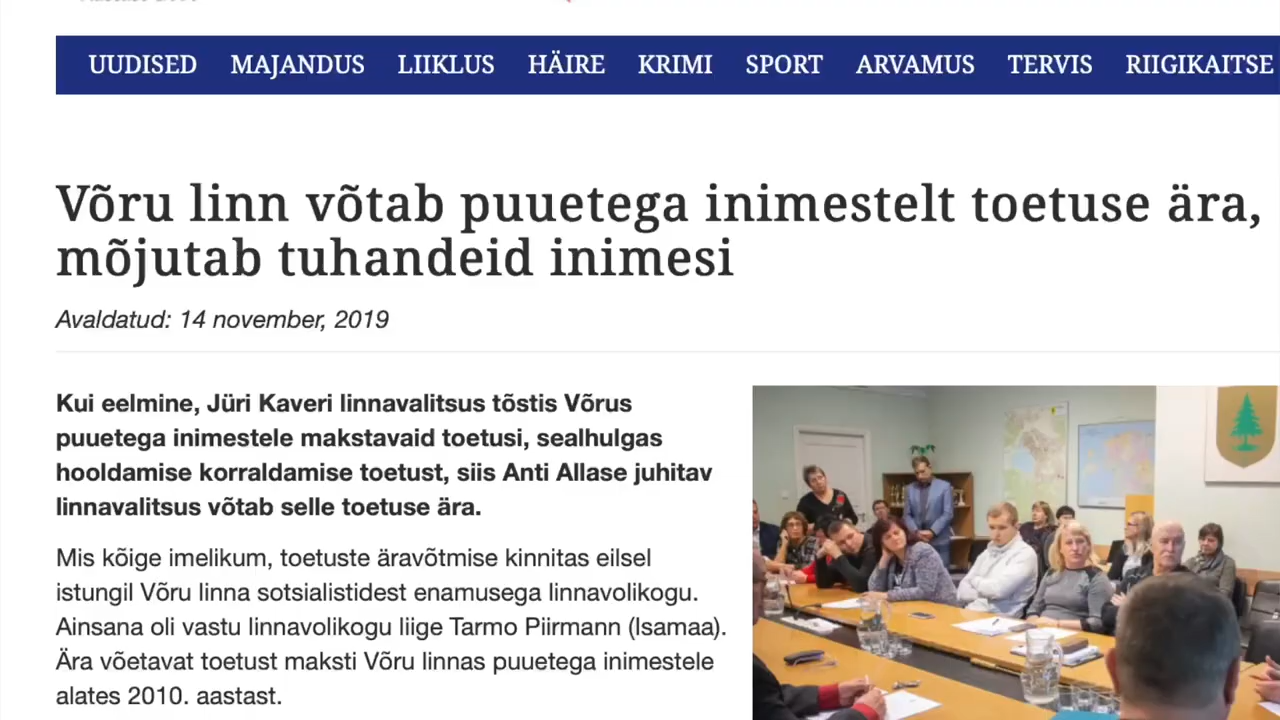 UUDISED MAJANDUS LIIKLUS HÄIRE KRIMI SPORT ARVAMUS TERVIS RIIGIKAITSE
Võru linn võtab puuetega inimestelt toetuse ära,
mõjutab tuhandeid inimesi
Avaldatud: 14 november, 2019
Kui eelmine, Jüri Kaveri linnavalitsus tõstis Võrus
puuetega inimestele makstavaid toetusi, sealhulgas
hooldamise korraldamise toetust, siis Anti Allase juhitav
linnavalitsus võtab selle toetuse ära.
Mis kõige imelikum, toetuste äravõtmise kinnitas eilsel
istungil Võru linna sotsialistidest enamusega linnavolikogu.
Ainsana oli vastu linnavolikogu liige Tarmo Piirmann (Isamaa).
Ära võetavat toetust maksti Võru linnas puuetega inimestele
alates 2010. aastast.